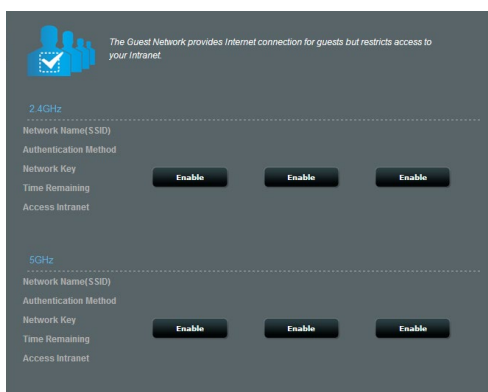 The Guest Network provides Internet connection for guests but restricts access to
your Intranet.
2.4GHz
Network Name(SSID)
Authentication Method
Network Key
Enable Enable Enable
Time Remaining
Access Intranet
5GHz
Network Name(SSID)
Authentication Method
Network Key
Enable Enable Enable
Time Remaining
Access Intranet